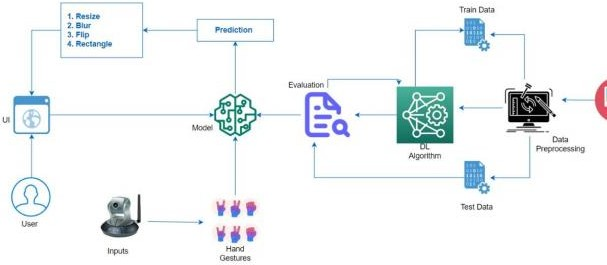 1. Resize
2. Blur
3. Flip
4. Rectangle
Prediction
Train Data
Evaluation
UI
Model
DL
Algorithm
Data
Preprocessing
User
Inputs
Hand
Gestures
Test Data